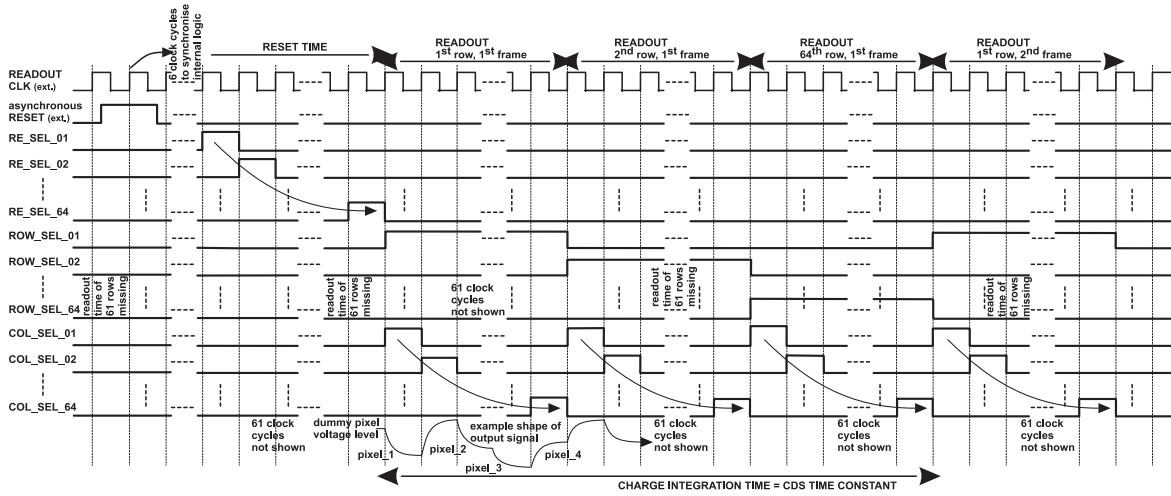 6 clock cycles
to synchronise
internal logic
RESET TIME
READOUT
1st row, 1st frame
READOUT
2nd row, 1st frame
READOUT
64th row, 1st frame
READOUT
1st row, 2nd frame
READOUT
CLK (ext.)
asynchronous
RESET (ext.)
RE_SEL_01
RE_SEL_02
RE_SEL_64
ROW_SEL_01
ROW_SEL_02
ROW_SEL_64
COL_SEL_01
COL_SEL_02
COL_SEL_64
readout
time of
61 rows
missing
readout
time of
61 rows
missing
61 clock
cycles
not shown
readout
time of
61 rows
missing
readout
time of
61 rows
missing
61 clock
cycles
not shown
dummy pixel
voltage level
pixel_1
pixel_2
example shape of
output signal
pixel_3
pixel_4
61 clock
cycles
not shown
61 clock
cycles
not shown
61 clock
cycles
not shown
CHARGE INTEGRATION TIME = CDS TIME CONSTANT